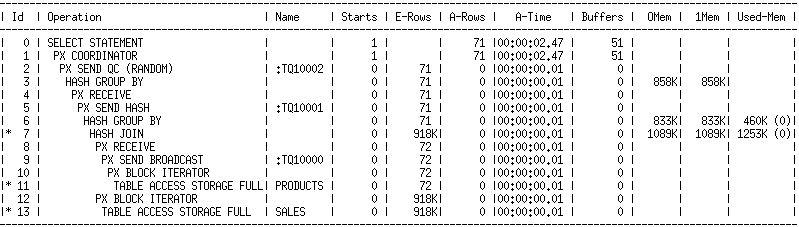 | Id | Operation | Name | Starts | E-Rows | A-Rows | A-Time | Buffers | OMem | 1Mem | Used-Mem |
| 0 | SELECT STATEMENT | | 1 | | 71 |00:00:02.47 | 51 | | | |
| 1 | PX COORDINATOR | | 1 | | 71 |00:00:02.47 | 51 | | | |
| 2 | PX SEND QC (RANDOM) | :TQ10002 | 0 | 71 | 0 |00:00:00.01 | 0 | | | |
| 3 | HASH GROUP BY | | 0 | 71 | 0 |00:00:00.01 | 0 | 858K| 858K| |
| 4 | PX RECEIVE | | 0 | 71 | 0 |00:00:00.01 | 0 | | | |
| 5 | PX SEND HASH | :TQ10001 | 0 | 71 | 0 |00:00:00.01 | 0 | | | |
| 6 | HASH GROUP BY | | 0 | 71 | 0 |00:00:00.01 | 0 | 833K| 833K| 460K (0)|
|* 7 | HASH JOIN | | 0 | 918K| 0 |00:00:00.01 | 0 | 1089K| 1089K| 1253K (0)|
| 8 | PX RECEIVE | | 0 | 72 | 0 |00:00:00.01 | 0 | | | |
| 9 | PX SEND BROADCAST | :TQ10000 | 0 | 72 | 0 |00:00:00.01 | 0 | | | |
| 10 | PX BLOCK ITERATOR | | 0 | 72 | 0 |00:00:00.01 | 0 | | | |
|* 11 | TABLE ACCESS STORAGE FULL| PRODUCTS | 0 | 72 | 0 |00:00:00.01 | 0 | | | |
| 12 | PX BLOCK ITERATOR | | 0 | 918K| 0 |00:00:00.01 | 0 | | | |
|* 13 | TABLE ACCESS STORAGE FULL | SALES | 0 | 918K| 0 |00:00:00.01 | 0 | | | |